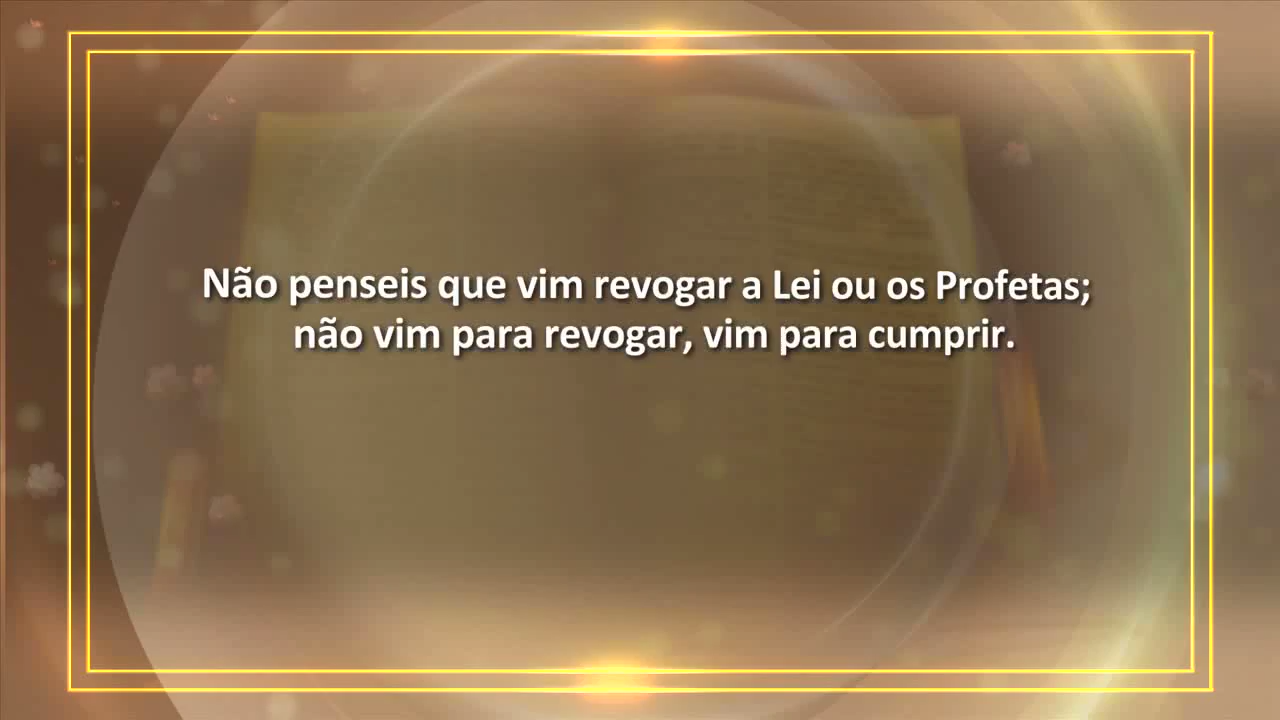 Não penseis que vim revogar a Lei ou os Profetas;
não vim para revogar, vim para cumprir.